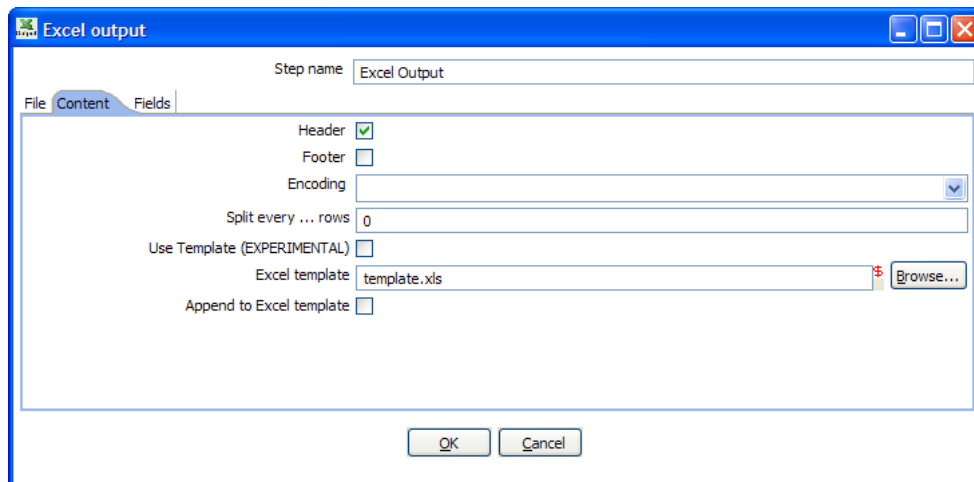 Excel output
Step name Excel Output
File Content Fields
Header
Footer
Encoding
Split every ... rows 0
Use Template (EXPERIMENTAL)
Excel template template.xls $ Browse...
Append to Excel template
OK Cancel